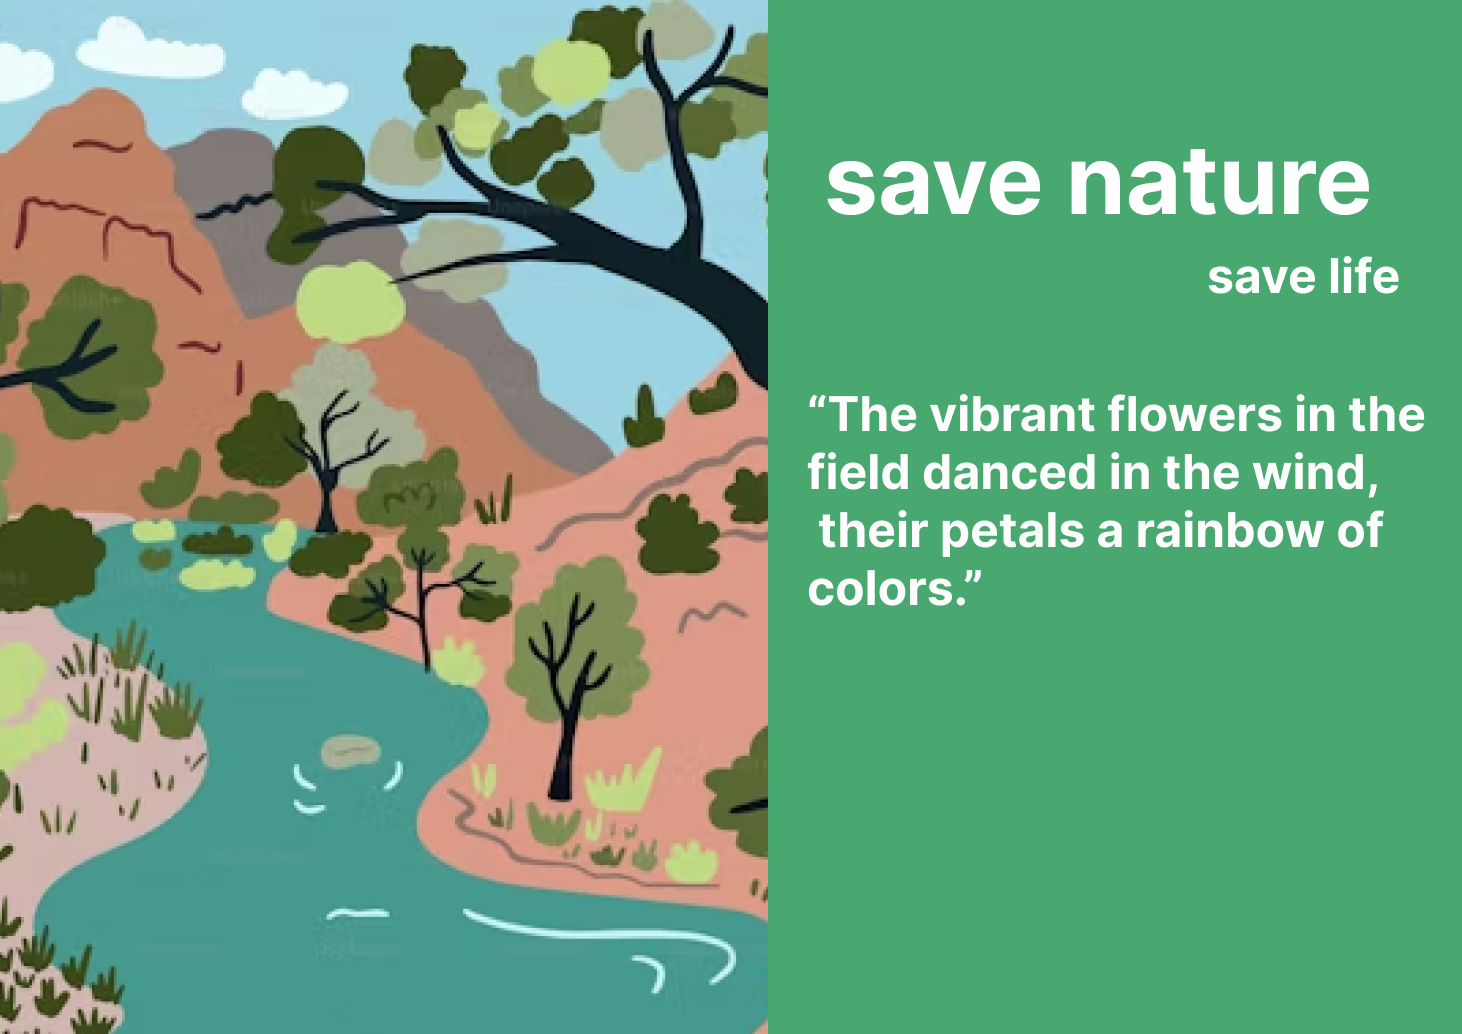 save nature
save life
“The vibrant flowers in the
field danced in the wind,
their petals a rainbow of
colors.”